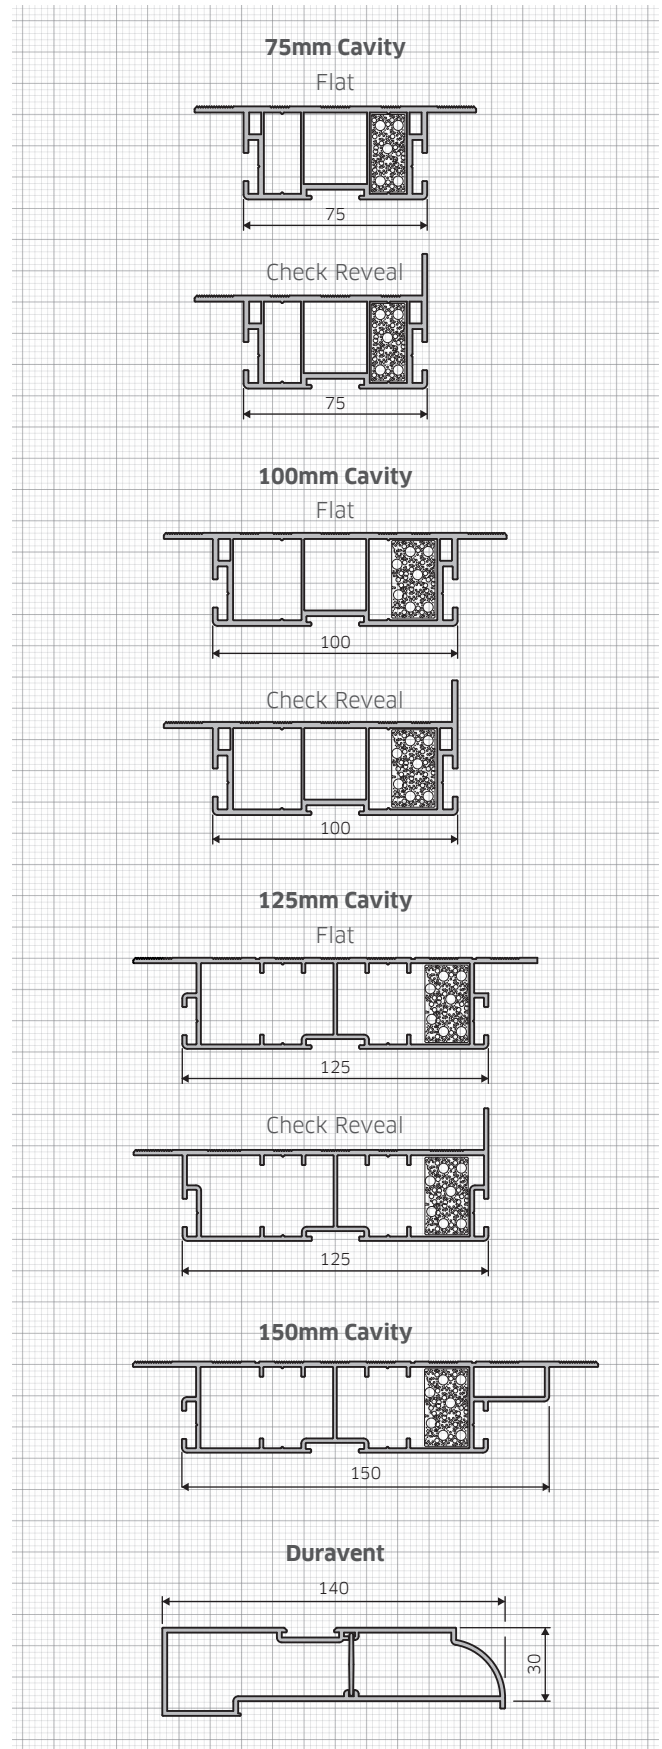 75mm Cavity
Flat
75
Check Reveal
75
100mm Cavity
Flat
100
Check Reveal
100
125mm Cavity
Flat
125
Check Reveal
125
150mm Cavity
150
Duravent
140
30